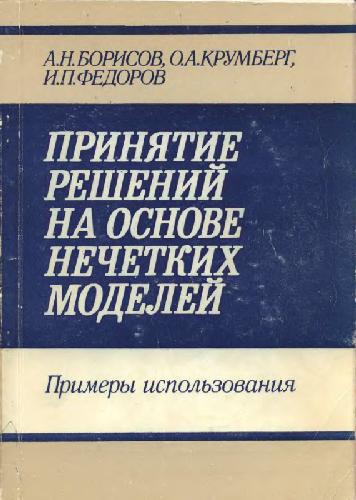 А.Н.БОРИСОВ, О.А.КРУМБЕРГ,
И.П.ФЕДОРОВ
ПРИНЯТИЕ
РЕШЕНИЙ
НА ОСНОВЕ
НЕЧЕТКИХ
МОДЕЛЕЙ
Примеры использования